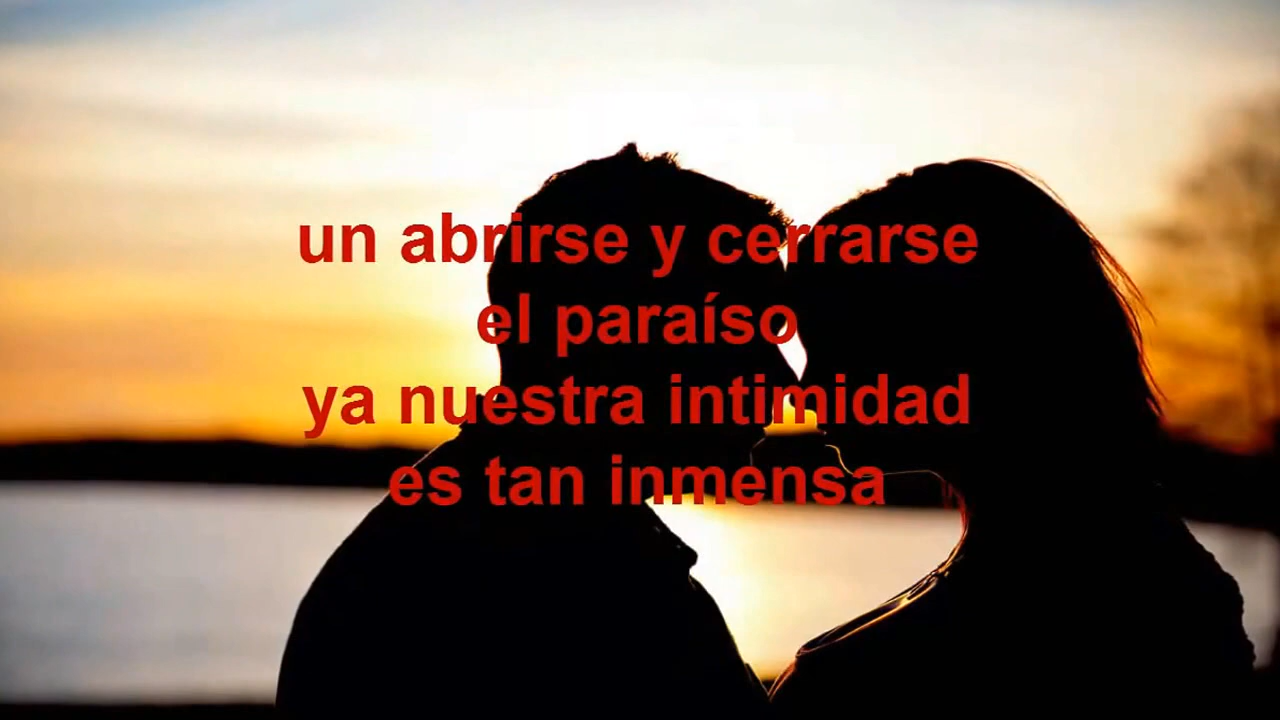 un abrirse y cerrarse
el paraíso
ya nuestra intimidad
es tan inmensa